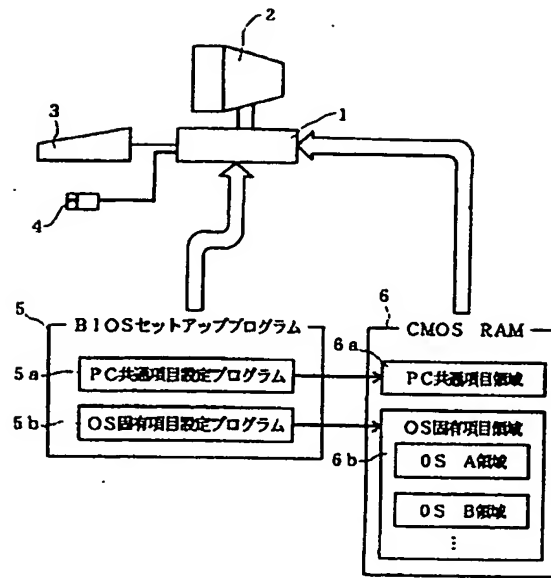 2
1
3
4
5
BIOSセットアッププログラム
5a
PC共通項目設定プログラム
5b
OS固有項目設定プログラム
6
CMOS RAM
6a
PC共通項目領域
OS固有項目領域
6b
OS A領域
OS B領域
⋮